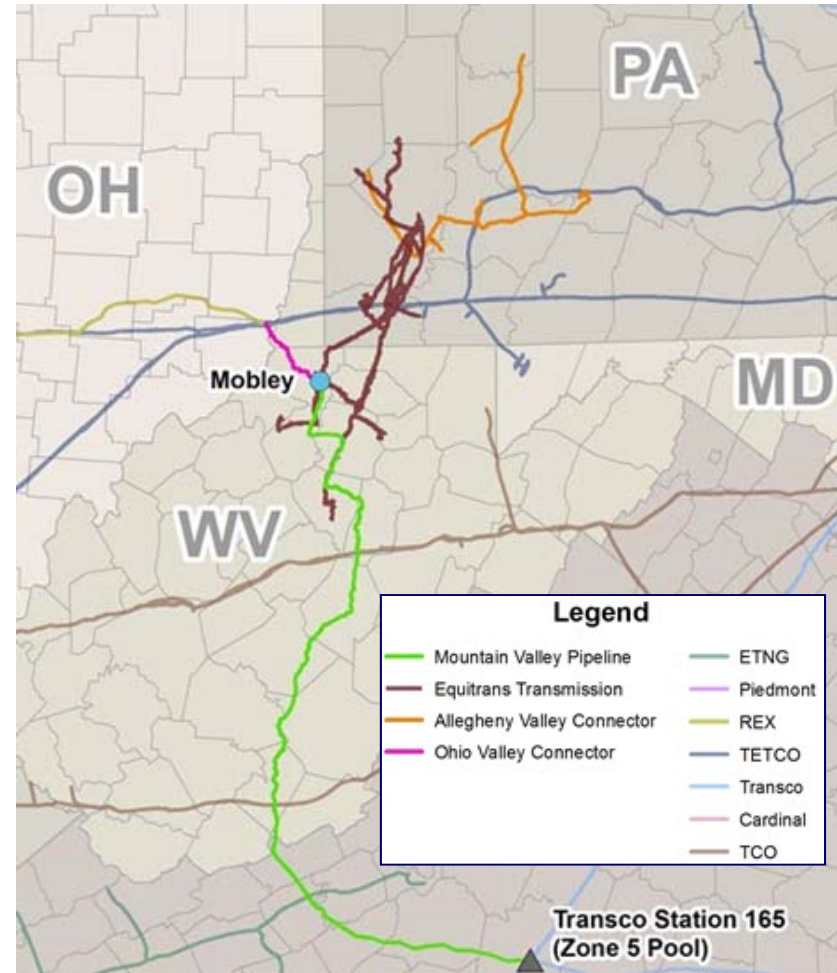 PA
OH
Mobley
MD
WV
Legend
Mountain Valley Pipeline
Equitrans Transmission
Allegheny Valley Connector
Ohio Valley Connector
ETNG
Piedmont
REX
TETCO
Transco
Cardinal
TCO
Transco Station 165
(Zone 5 Pool)